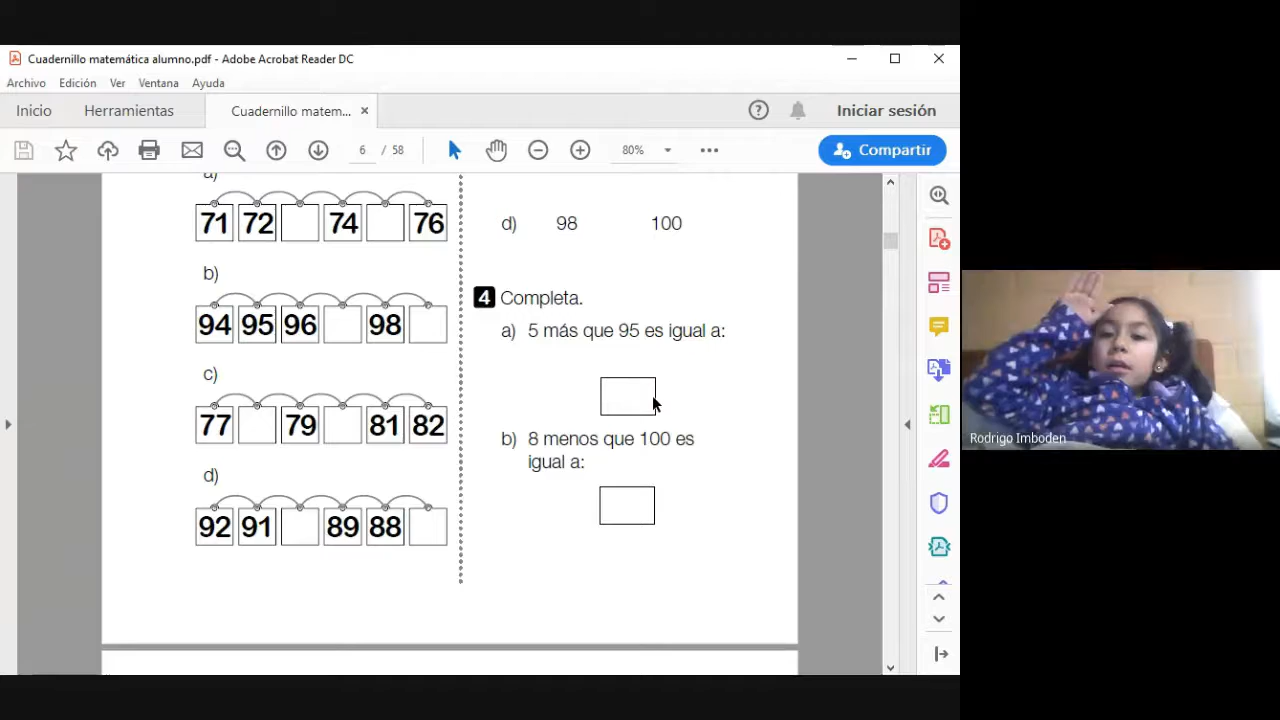 Cuadernillo matemática alumno.pdf - Adobe Acrobat Reader DC
Archivo Edición Ver Ventana Ayuda
Inicio Herramientas Cuadernillo matem... ×
Iniciar sesión
6 / 58
80%
Compartir
a)
71 72 74 76
b)
94 95 96 98
c)
77 79 81 82
d)
92 91 89 88
d) 98 100
4 Completa.
a) 5 más que 95 es igual a:
b) 8 menos que 100 es
igual a:
Rodrigo Imboden